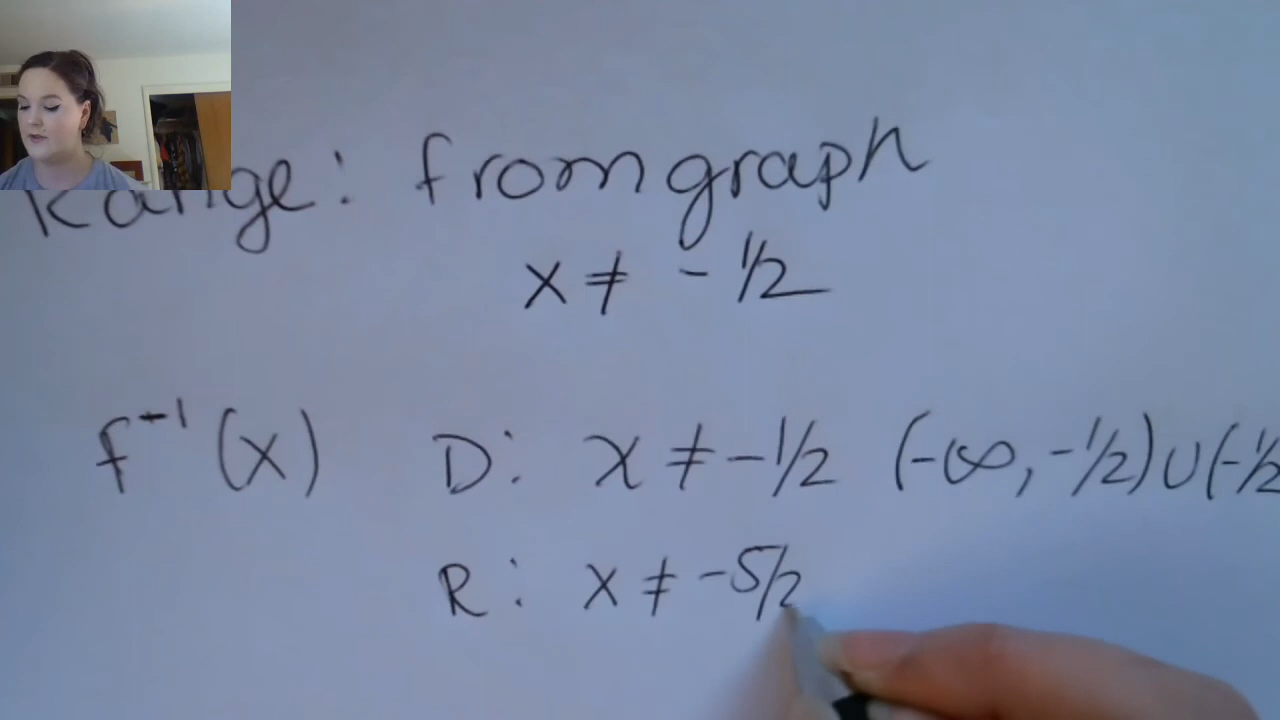 Range: from graph
x ≠ - 1/2
f⁻¹(x) D: x ≠ -1/2 (-∞, -1/2) ∪ (-1/2
R: x ≠ -5/2